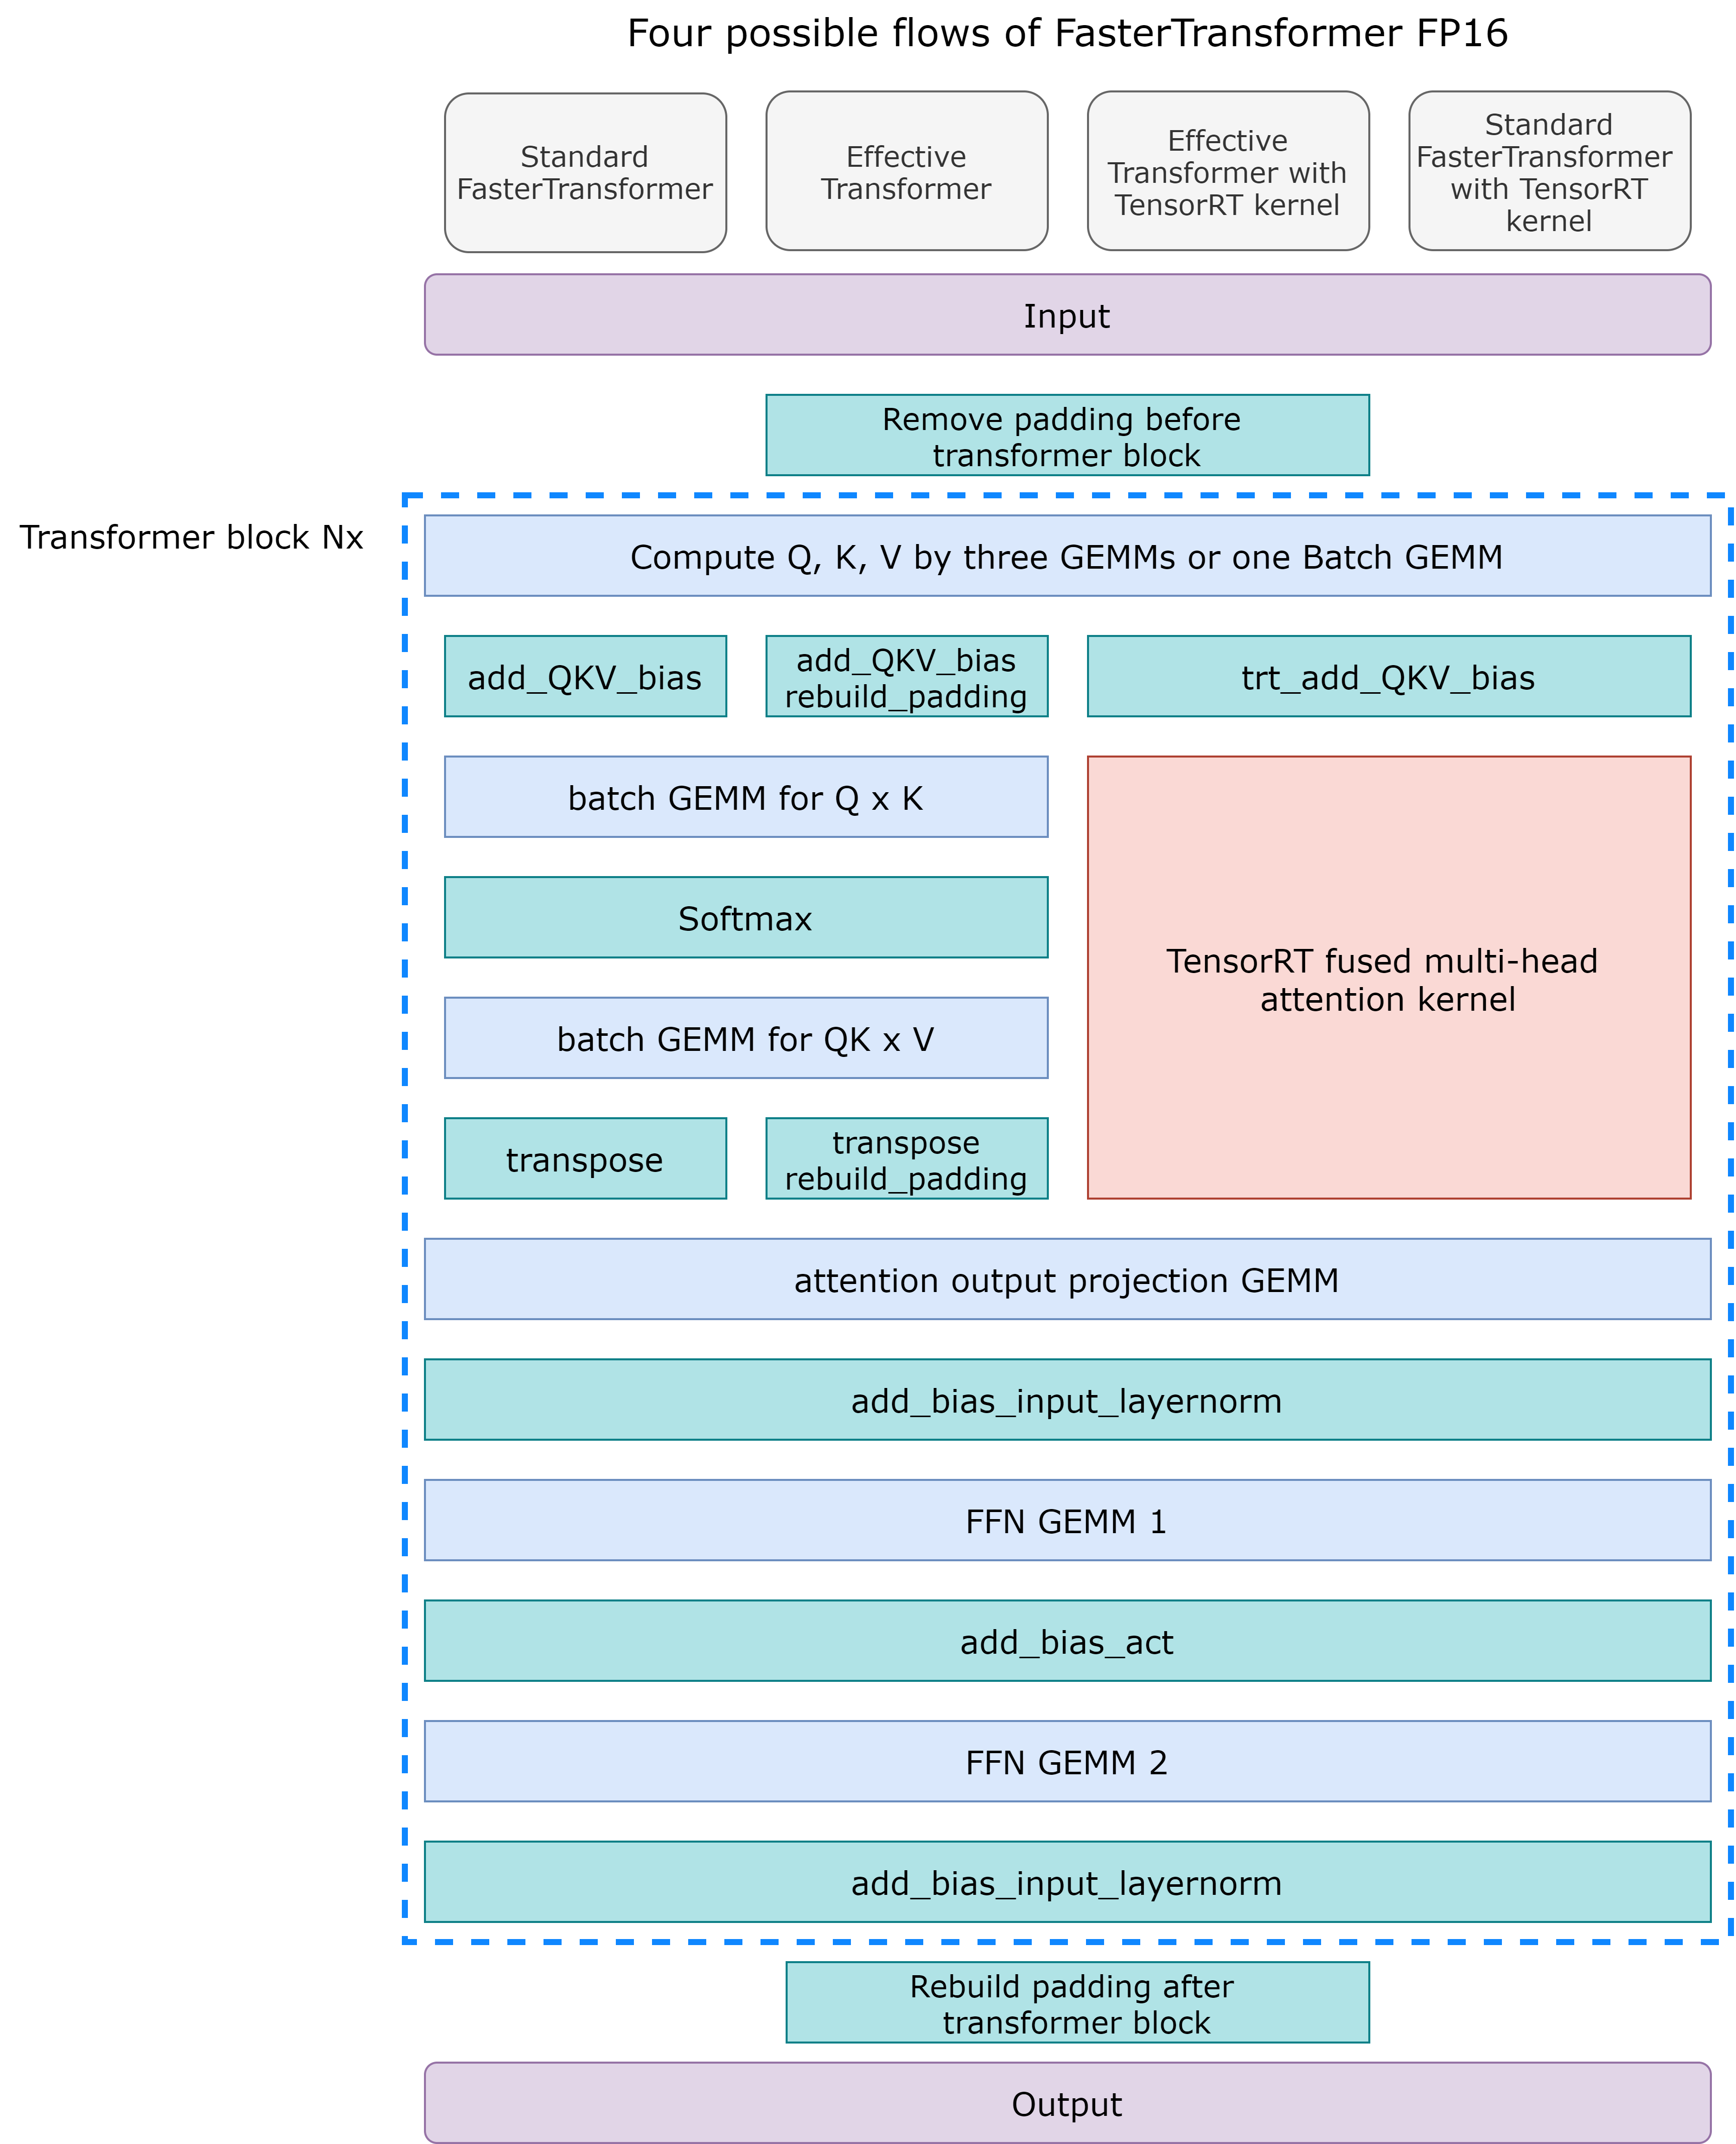 Four possible flows of FasterTransformer FP16
Standard
FasterTransformer
Effective
Transformer
Effective
Transformer with
TensorRT kernel
Standard
FasterTransformer
with TensorRT
kernel
Input
Remove padding before
transformer block
Transformer block Nx
Compute Q, K, V by three GEMMs or one Batch GEMM
add_QKV_bias
add_QKV_bias
rebuild_padding
trt_add_QKV_bias
batch GEMM for Q x K
Softmax
batch GEMM for QK x V
TensorRT fused multi-head
attention kernel
transpose
transpose
rebuild_padding
attention output projection GEMM
add_bias_input_layernorm
FFN GEMM 1
add_bias_act
FFN GEMM 2
add_bias_input_layernorm
Rebuild padding after
transformer block
Output